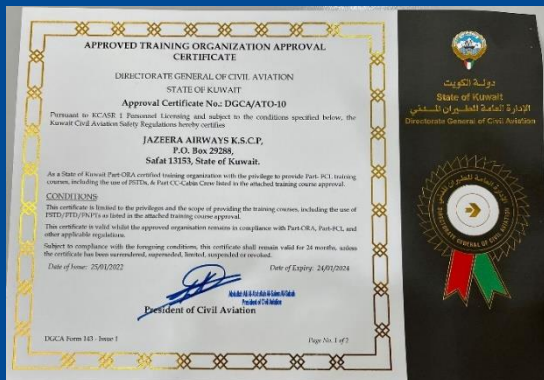 APPROVED TRAINING ORGANIZATION APPROVAL
CERTIFICATE
DIRECTORATE GENERAL OF CIVIL AVIATION
STATE OF KUWAIT
Approval Certificate No.: DGCA/ATO-10
Pursuant to KCASR 1 Personnel Licensing and subject to the conditions specified below, the
Kuwait Civil Aviation Safety Regulations hereby certifies
JAZEERA AIRWAYS K.S.C.P,
P.O. Box 29288,
Safat 13153, State of Kuwait.
As a State of Kuwait Part-ORA certified training organization with the privilege to provide Part- FCL training
courses, including the use of FSTDs, & Part CC-Cabin Crew listed in the attached training course approval.
CONDITIONS:
This certificate is limited to the privileges and the scope of providing the training courses, including the use of
FSTD/FTD/FNPTs as listed in the attached training course approval.
This certificate is valid whilst the approved organisation remains in compliance with Part-ORA, Part-FCL and
other applicable regulations.
Subject to compliance with the foregoing conditions, this certificate shall remain valid for 24 months, unless
the certificate has been surrendered, superseded, limited, suspended or revoked.
Date of Issue: 25/01/2022 Date of Expiry: 24/01/2024
President of Civil Aviation
President of Civil Aviation
DGCA Form 143 - Issue 1 Page No. 1 of 2
دولة الكويت
State of Kuwait
الإدارة العامة للطيران المدني
Directorate General of Civil Aviation
الإدارة العامة للطيران المدني
DIRECTORATE GENERAL OF CIVIL AVIATION